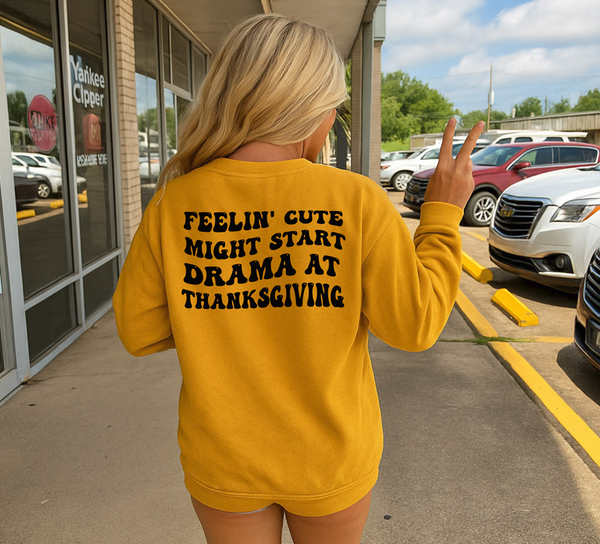 Yankee
Clipper
FEELIN' CUTE
MIGHT START
DRAMA AT
THANKSGIVING